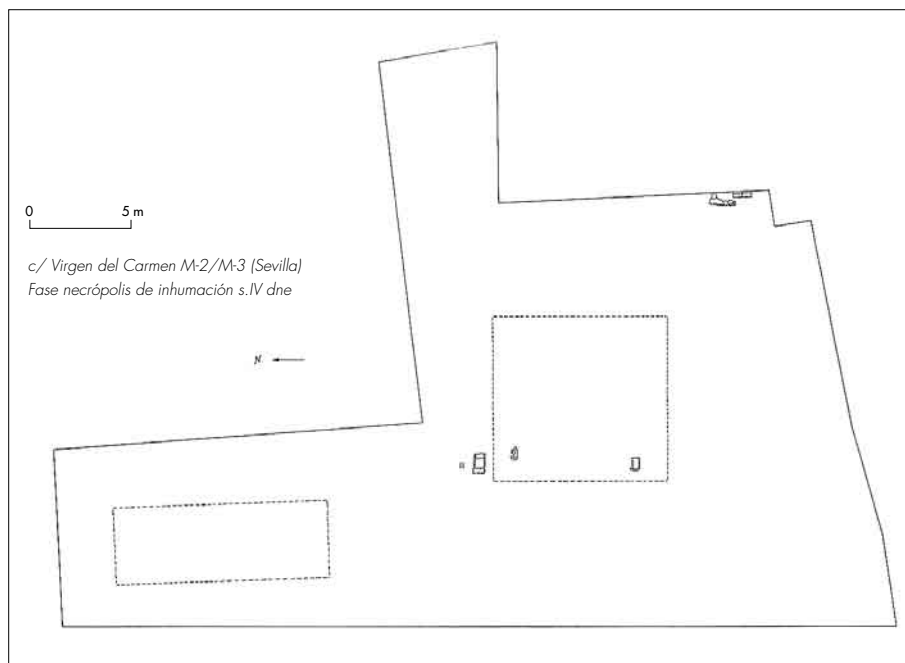 0 5 m
c/ Virgen del Carmen M-2/M-3 (Sevilla)
Fase necrópolis de inhumación s.IV dne
N